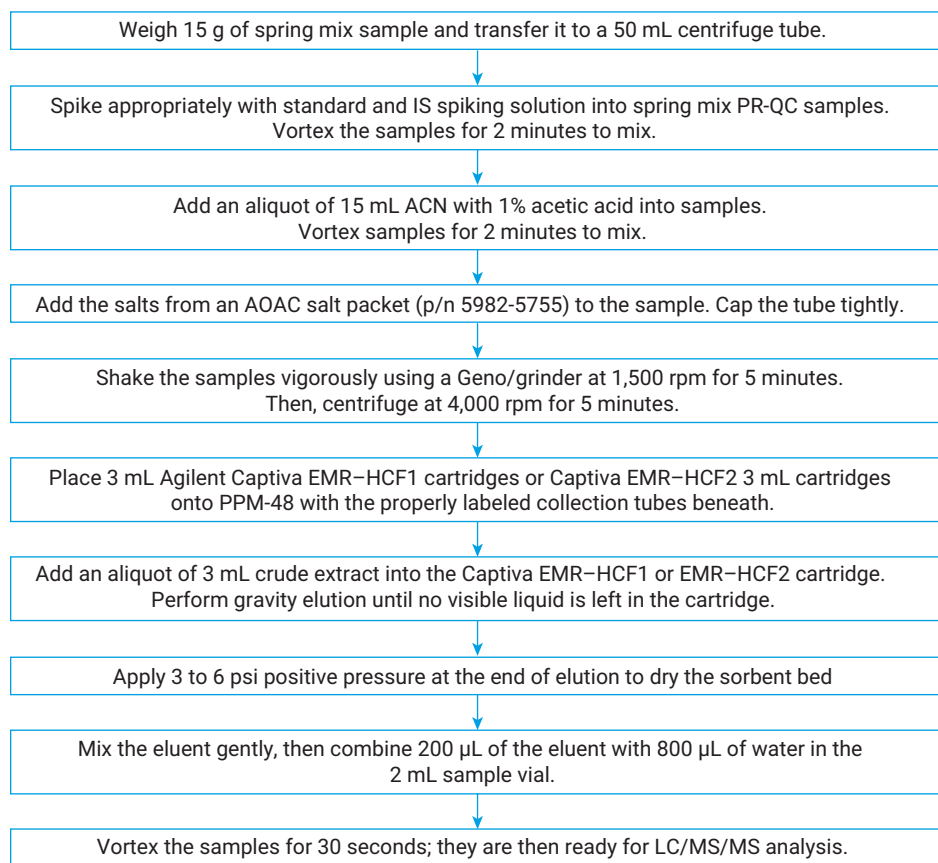 Weigh 15 g of spring mix sample and transfer it to a 50 mL centrifuge tube.
Spike appropriately with standard and IS spiking solution into spring mix PR-QC samples.
Vortex the samples for 2 minutes to mix.
Add an aliquot of 15 mL ACN with 1% acetic acid into samples.
Vortex samples for 2 minutes to mix.
Add the salts from an AOAC salt packet (p/n 5982-5755) to the sample. Cap the tube tightly.
Shake the samples vigorously using a Geno/grinder at 1,500 rpm for 5 minutes.
Then, centrifuge at 4,000 rpm for 5 minutes.
Place 3 mL Agilent Captiva EMR–HCF1 cartridges or Captiva EMR–HCF2 3 mL cartridges
onto PPM-48 with the properly labeled collection tubes beneath.
Add an aliquot of 3 mL crude extract into the Captiva EMR–HCF1 or EMR–HCF2 cartridge.
Perform gravity elution until no visible liquid is left in the cartridge.
Apply 3 to 6 psi positive pressure at the end of elution to dry the sorbent bed
Mix the eluent gently, then combine 200 µL of the eluent with 800 µL of water in the
2 mL sample vial.
Vortex the samples for 30 seconds; they are then ready for LC/MS/MS analysis.